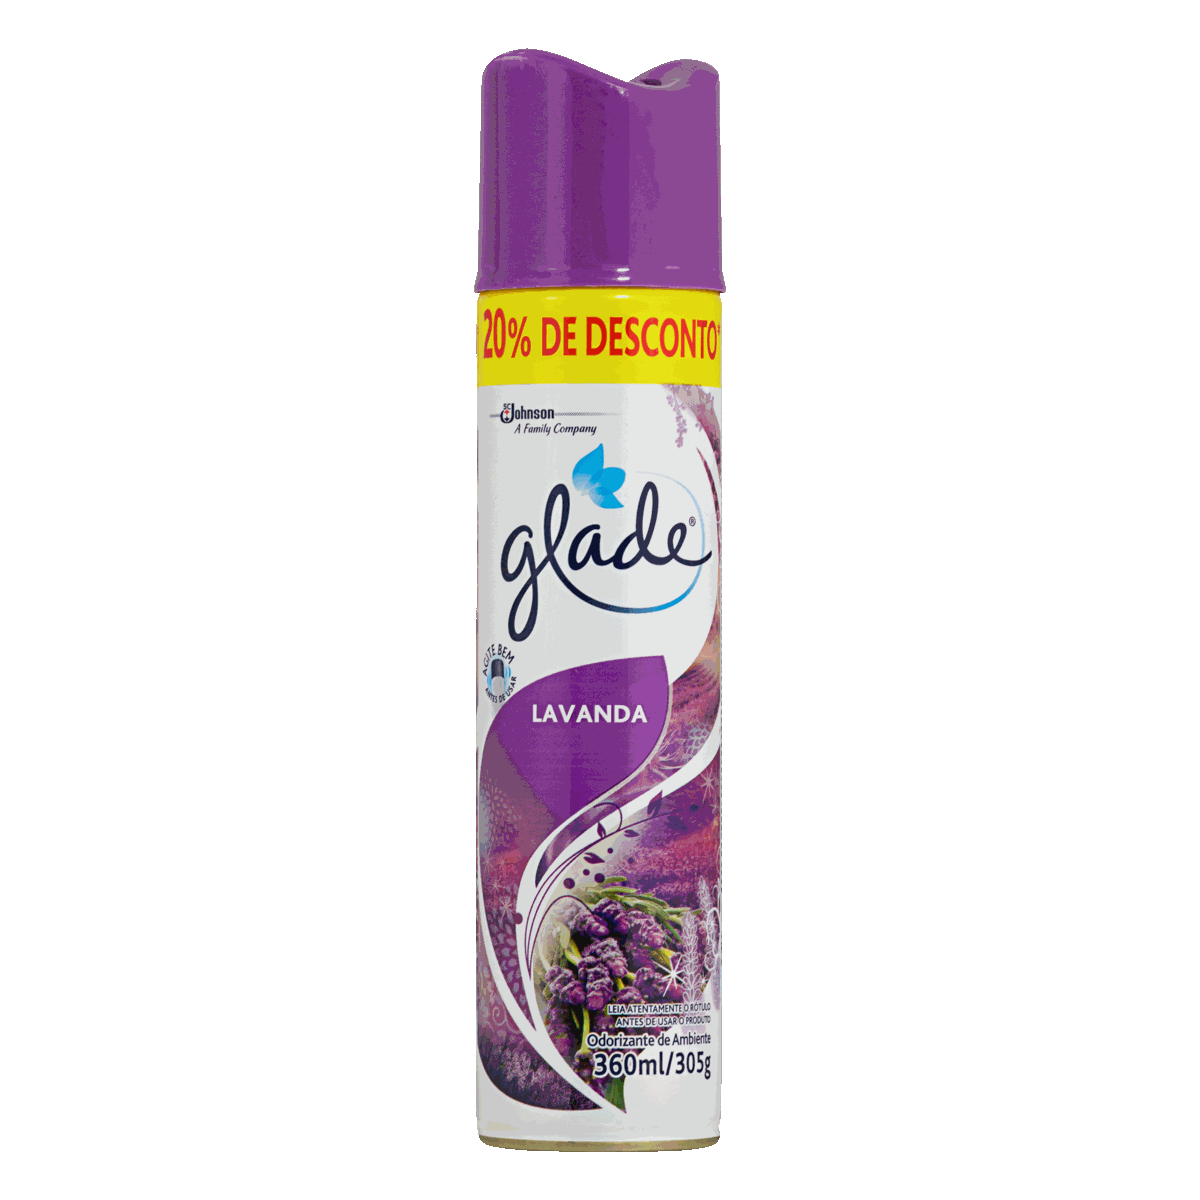 20% DE DESCONTO*
SC Johnson
A Family Company
glade®
AGITE BEM
ANTES DE USAR
LAVANDA
LEIA ATENTAMENTE O RÓTULO
ANTES DE USAR O PRODUTO
Odorizante de Ambiente
360ml/305g